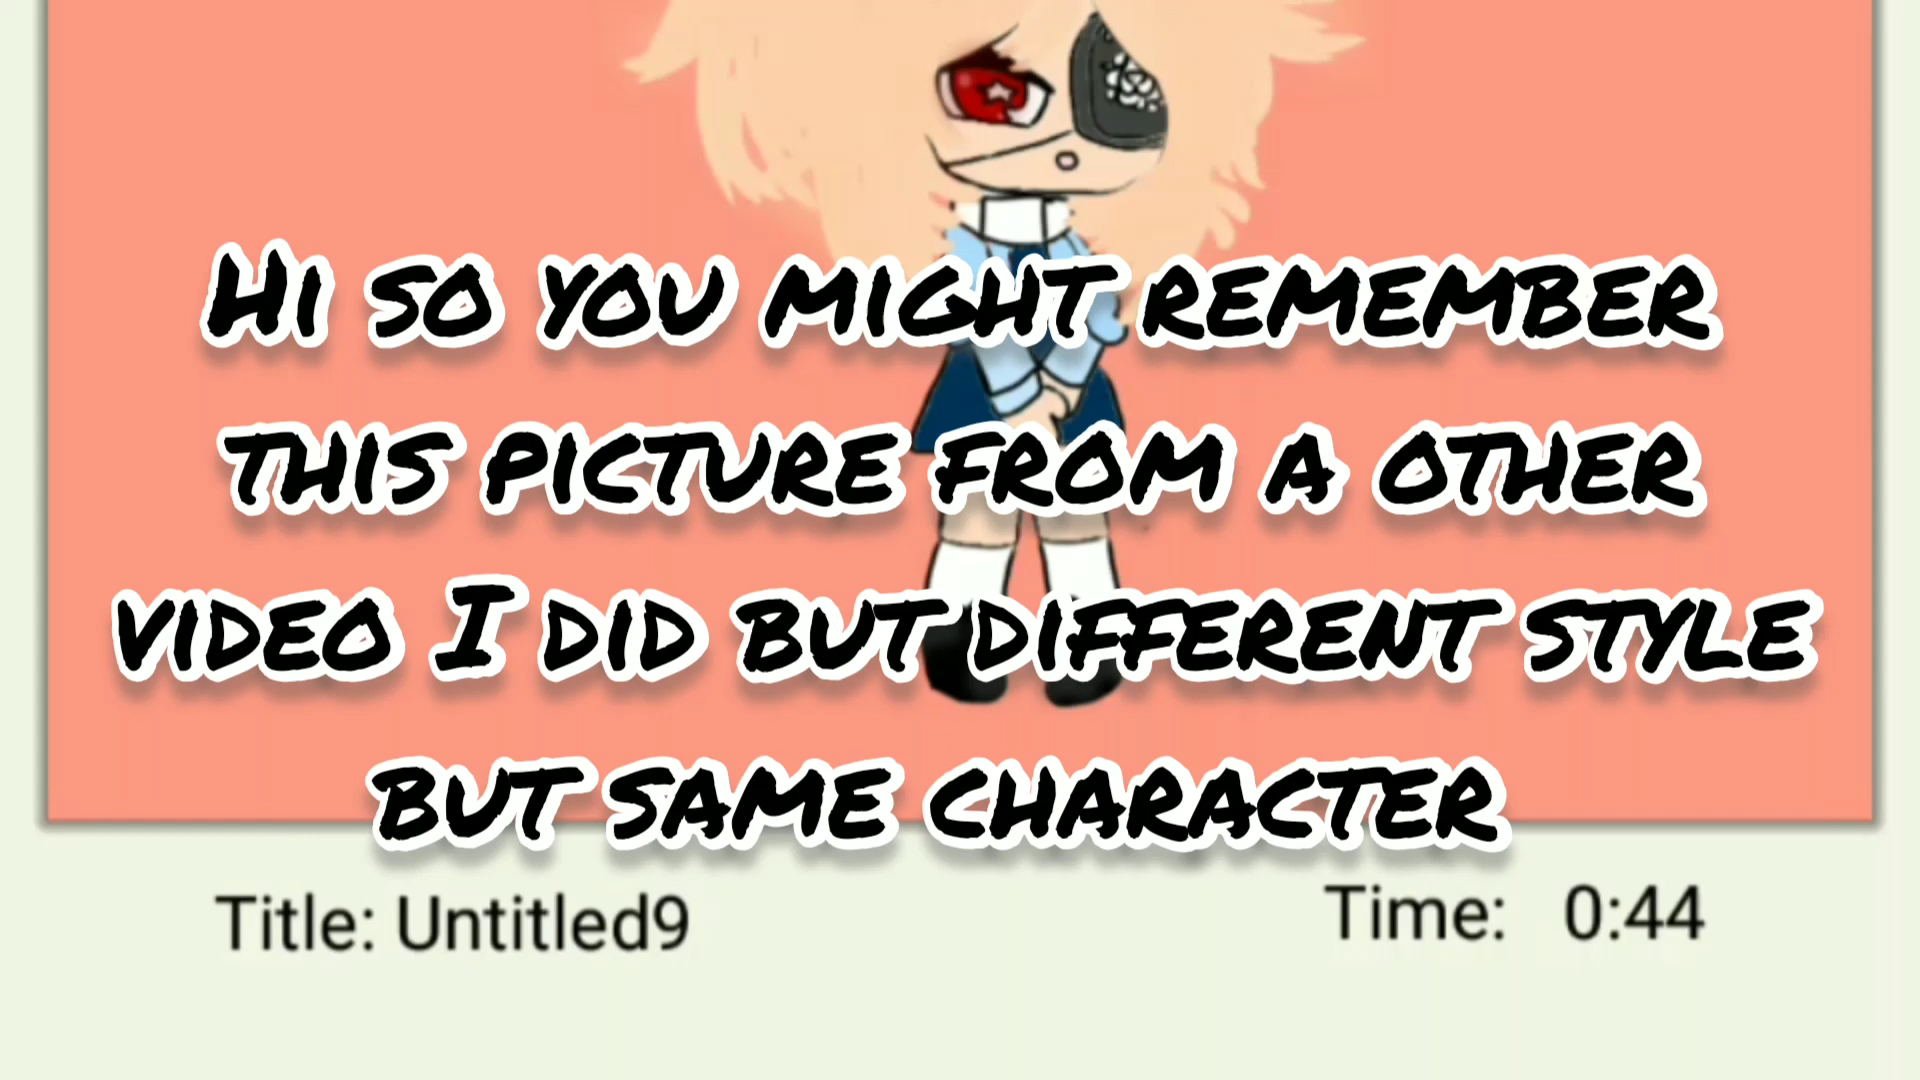 Hi so you might remember
this picture from a other
video I did but different style
but same character
Title: Untitled9
Time: 0:44